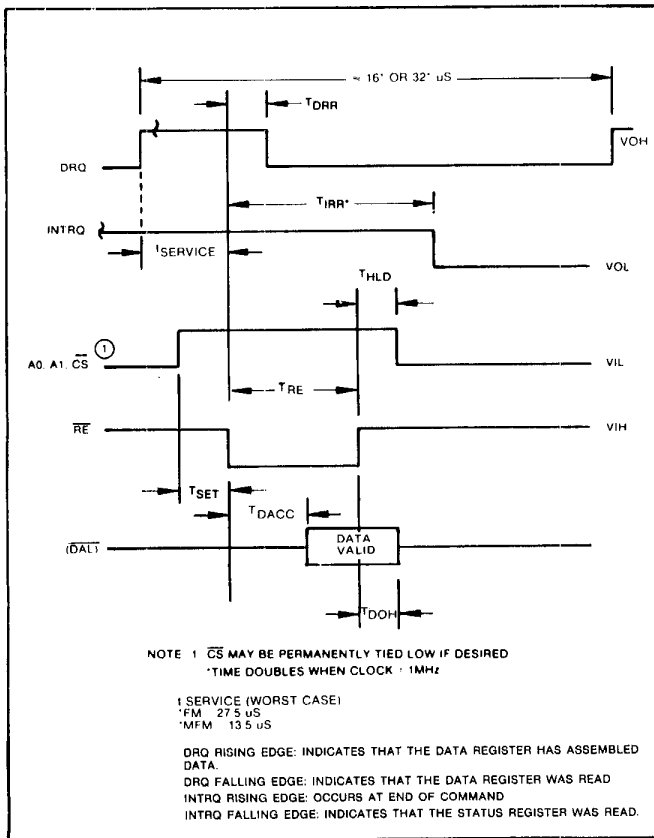 ≈ 16* OR 32* uS
TDRR
DRQ
VOH
TIRR*
INTRQ
tSERVICE
VOL
THLD
1
A0. A1. CS
VIL
TRE
RE
VIH
TSET
TDACC
(DAL)
DATA
VALID
TDOH
NOTE 1 CS MAY BE PERMANENTLY TIED LOW IF DESIRED
*TIME DOUBLES WHEN CLOCK 1MHz
t SERVICE (WORST CASE)
*FM 27 5 uS
*MFM 13.5 uS
DRQ RISING EDGE: INDICATES THAT THE DATA REGISTER HAS ASSEMBLED
DATA.
DRQ FALLING EDGE: INDICATES THAT THE DATA REGISTER WAS READ
INTRQ RISING EDGE: OCCURS AT END OF COMMAND
INTRQ FALLING EDGE: INDICATES THAT THE STATUS REGISTER WAS READ.